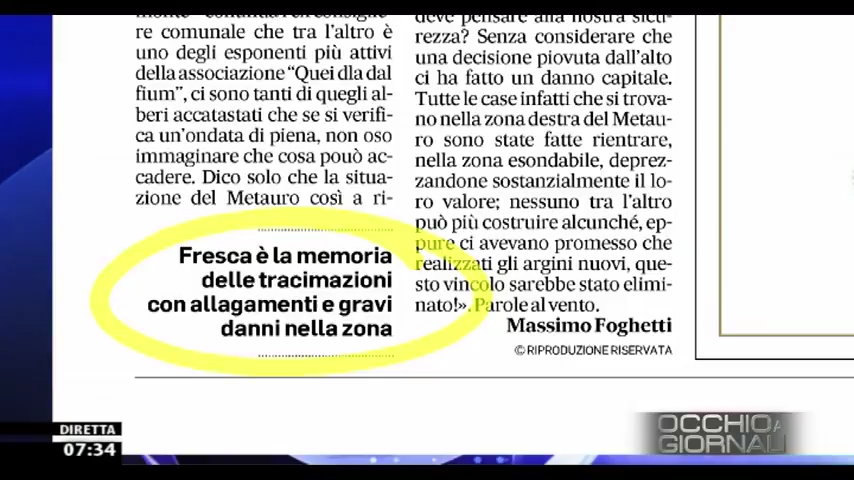 re comunale che tra l'altro è
uno degli esponenti più attivi
della associazione "Quei dla dal
fium", ci sono tanti di quegli al-
beri accatastati che se si verifi-
ca un'ondata di piena, non oso
immaginare che cosa pouò ac-
cadere. Dico solo che la situa-
zione del Metauro così a ri-
Fresca è la memoria
delle tracimazioni
con allagamenti e gravi
danni nella zona
deve pensare alla nostra sicu-
rezza? Senza considerare che
una decisione piovuta dall'alto
ci ha fatto un danno capitale.
Tutte le case infatti che si trova-
no nella zona destra del Metau-
ro sono state fatte rientrare,
nella zona esondabile, deprez-
zandone sostanzialmente il lo-
ro valore; nessuno tra l'altro
può più costruire alcunché, ep-
pure ci avevano promesso che
realizzati gli argini nuovi, que-
sto vincolo sarebbe stato elimi-
nato!». Parole al vento.
Massimo Foghetti
© RIPRODUZIONE RISERVATA
DIRETTA
07:34
OCCHIO AI
GIORNALI